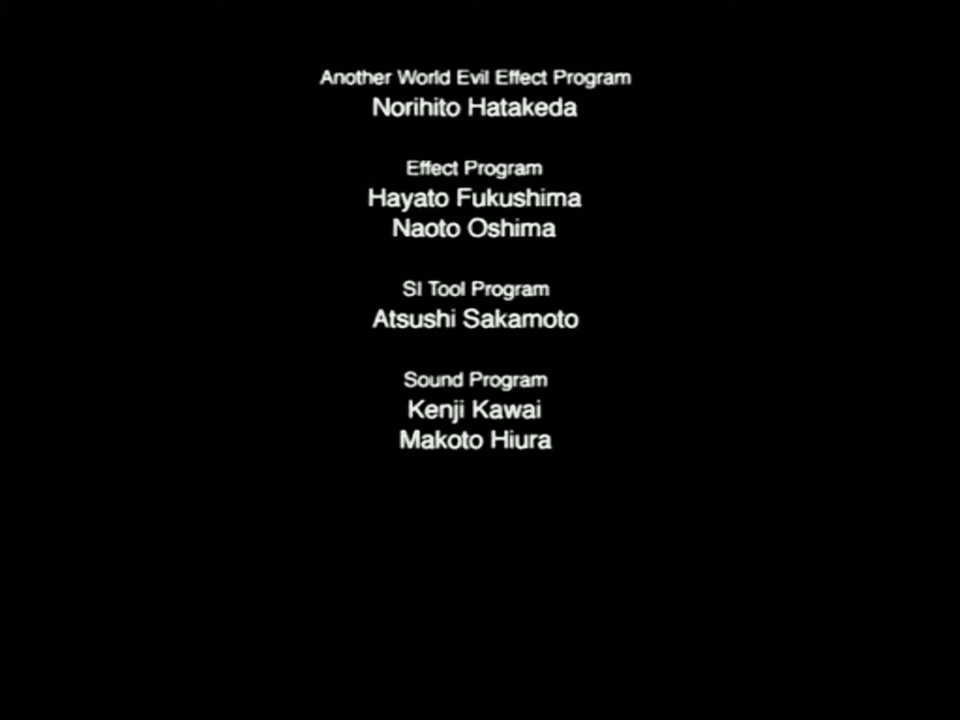 Another World Evil Effect Program
Norihito Hatakeda
Effect Program
Hayato Fukushima
Naoto Oshima
SI Tool Program
Atsushi Sakamoto
Sound Program
Kenji Kawai
Makoto Hiura